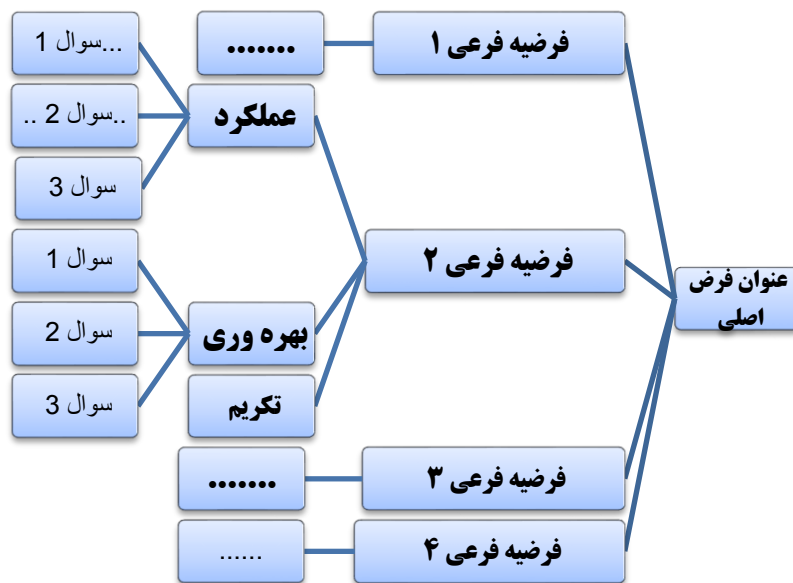 عنوان فرض
اصلی
فرضیه فرعی ۱
.......
فرضیه فرعی ۲
عملکرد
سوال 1...
..سوال 2 ..
سوال 3
بهره وری
سوال 1
سوال 2
سوال 3
تکریم
فرضیه فرعی ۳
.......
فرضیه فرعی ۴
......